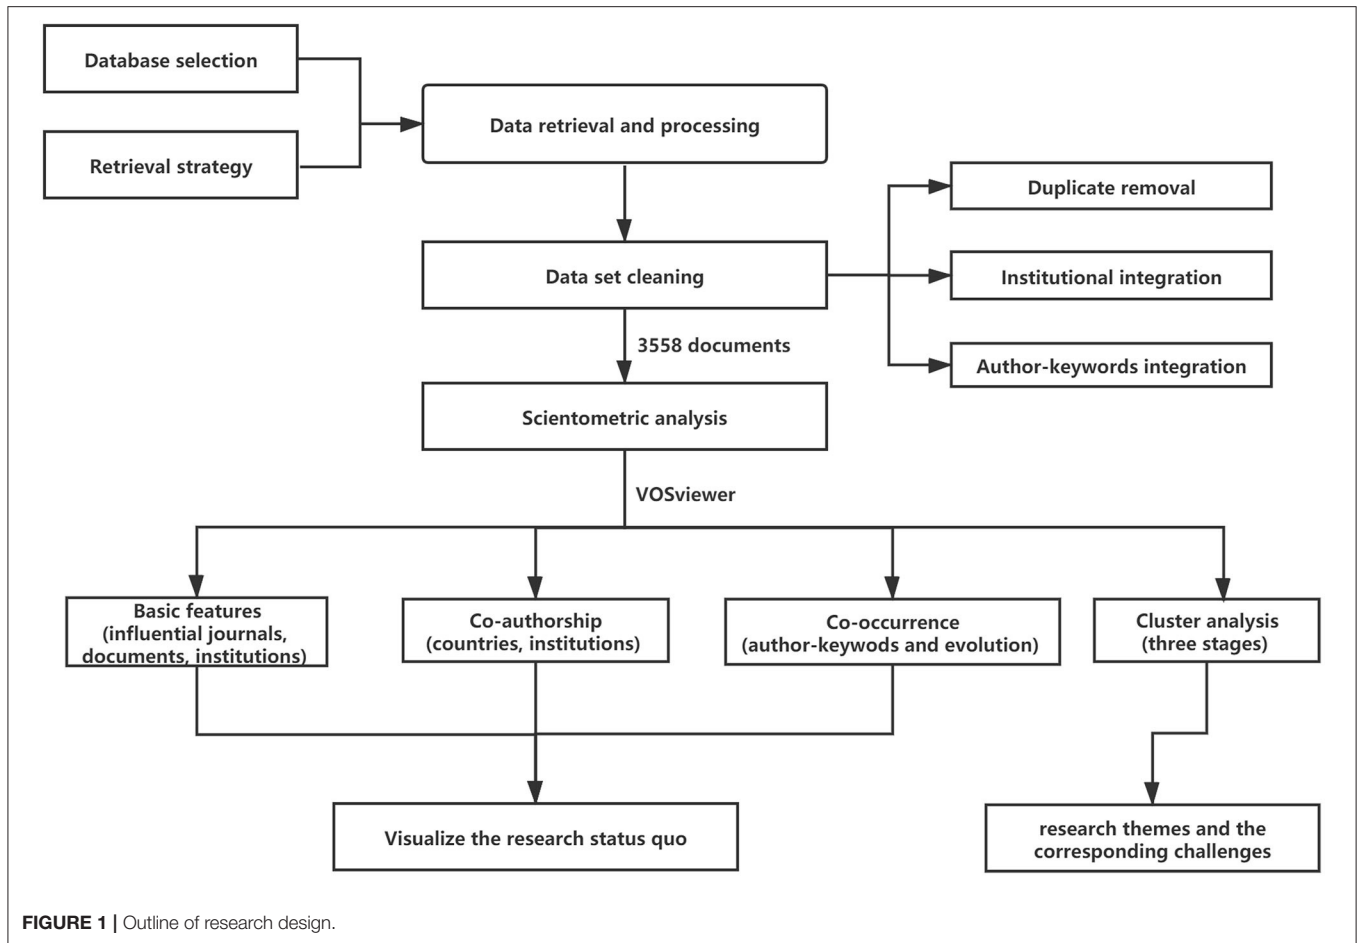 Database selection
Retrieval strategy
Data retrieval and processing
Duplicate removal
Data set cleaning
Institutional integration
Author-keywords integration
3558 documents
Scientometric analysis
VOSviewer
Basic features
(influential journals,
documents, institutions)
Co-authorship
(countries, institutions)
Co-occurrence
(author-keywods and evolution)
Cluster analysis
(three stages)
Visualize the research status quo
research themes and the
corresponding challenges
FIGURE 1 | Outline of research design.